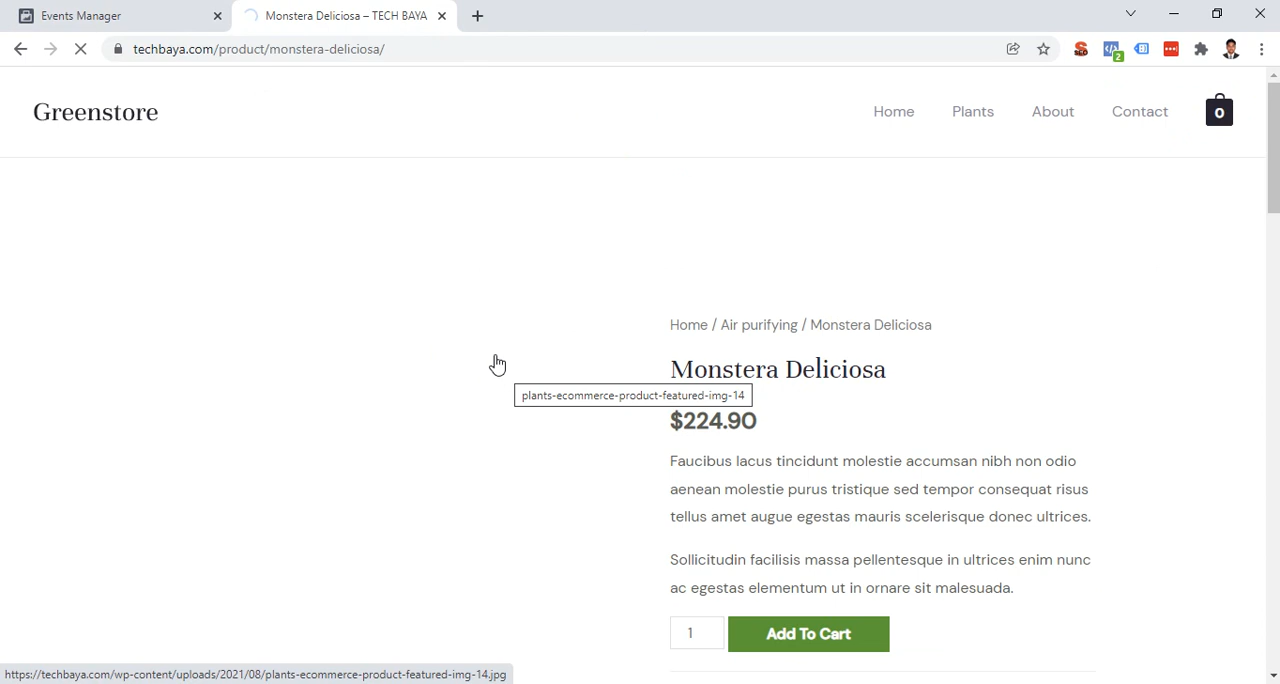 Events Manager
Monstera Deliciosa – TECH BAYA
techbaya.com/product/monstera-deliciosa/
2
Greenstore
Home
Plants
About
Contact
0
Home / Air purifying / Monstera Deliciosa
Monstera Deliciosa
plants-ecommerce-product-featured-img-14
$224.90
Faucibus lacus tincidunt molestie accumsan nibh non odio
aenean molestie purus tristique sed tempor consequat risus
tellus amet augue egestas mauris scelerisque donec ultrices.
Sollicitudin facilisis massa pellentesque in ultrices enim nunc
ac egestas elementum ut in ornare sit malesuada.
1
Add To Cart
https://techbaya.com/wp-content/uploads/2021/08/plants-ecommerce-product-featured-img-14.jpg